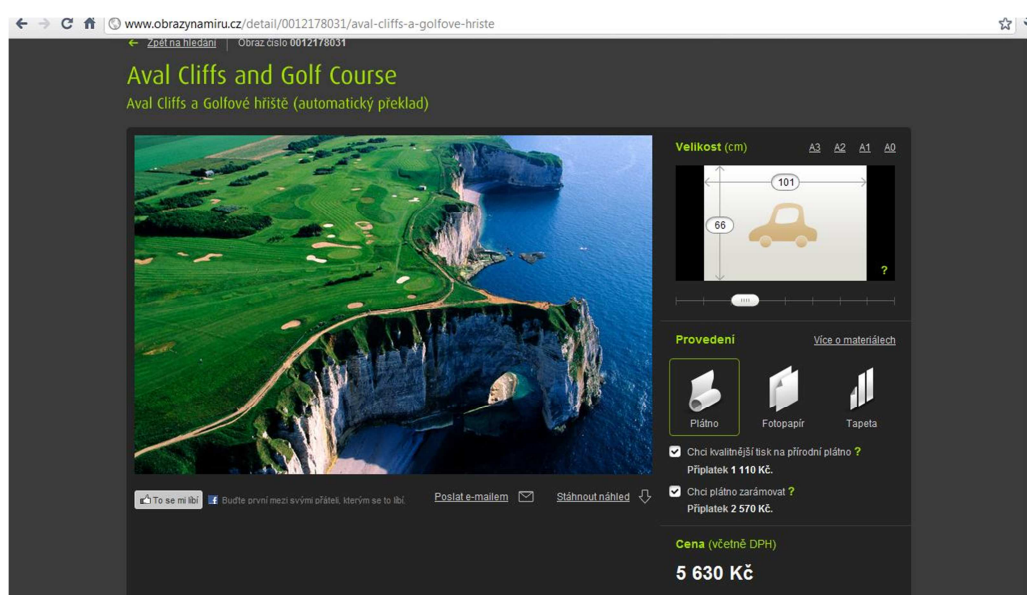 www.obrazynamiru.cz/detail/0012178031/aval-cliffs-a-golfove-hriste
Zpět na hledání | Obraz číslo 0012178031
Aval Cliffs and Golf Course
Aval Cliffs a Golfové hřiště (automatický překlad)
Velikost (cm) A3 A2 A1 A0
101
66
?
Provedení Více o materiálech
Plátno Fotopapír Tapeta
Chci kvalitnější tisk na přírodní plátno ?
Příplatek 1 110 Kč.
Chci plátno zarámovat ?
Příplatek 2 570 Kč.
To se mi líbí Buďte první mezi svými přáteli, kterým se to líbí. Poslat e-mailem Stáhnout náhled
Cena (včetně DPH)
5 630 Kč